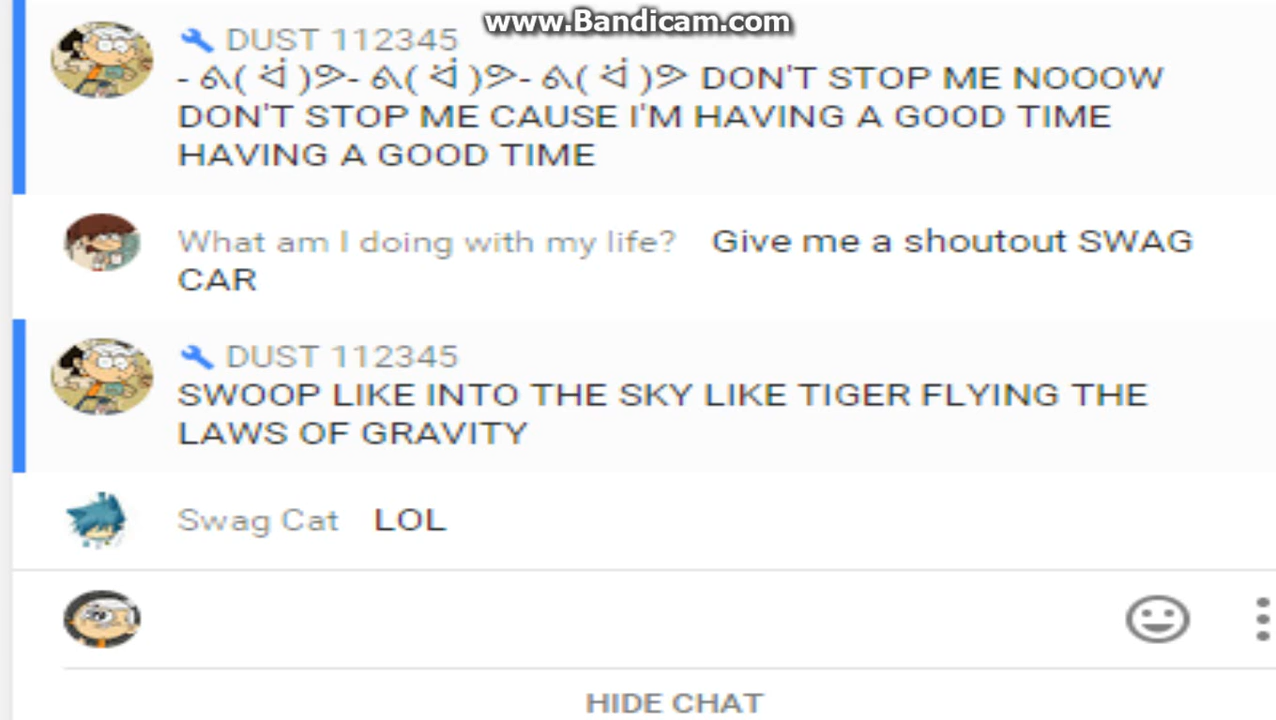 www.Bandicam.com
DUST 112345
DON'T STOP ME NOOOW
DON'T STOP ME CAUSE I'M HAVING A GOOD TIME
HAVING A GOOD TIME
What am I doing with my life? Give me a shoutout SWAG
CAR
DUST 112345
SWOOP LIKE INTO THE SKY LIKE TIGER FLYING THE
LAWS OF GRAVITY
Swag Cat LOL
HIDE CHAT